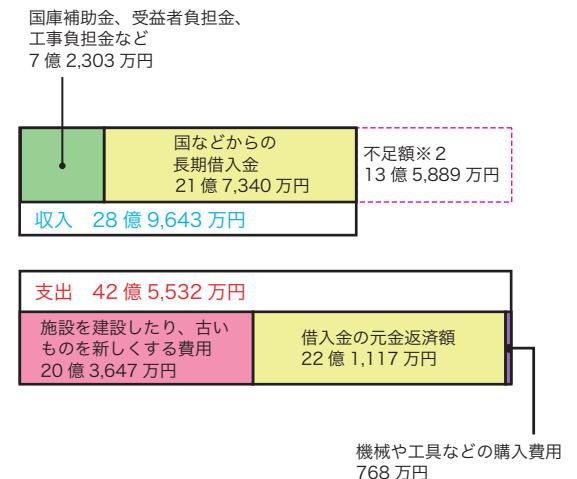 国庫補助金、受益者負担金、
工事負担金など
7 億 2,303 万円
国などからの
長期借入金
21 億 7,340 万円
不足額※２
13 億 5,889 万円
収入　28 億 9,643 万円
支出　42 億 5,532 万円
施設を建設したり、古い
ものを新しくする費用
20 億 3,647 万円
借入金の元金返済額
22 億 1,117 万円
機械や工具などの購入費用
768 万円